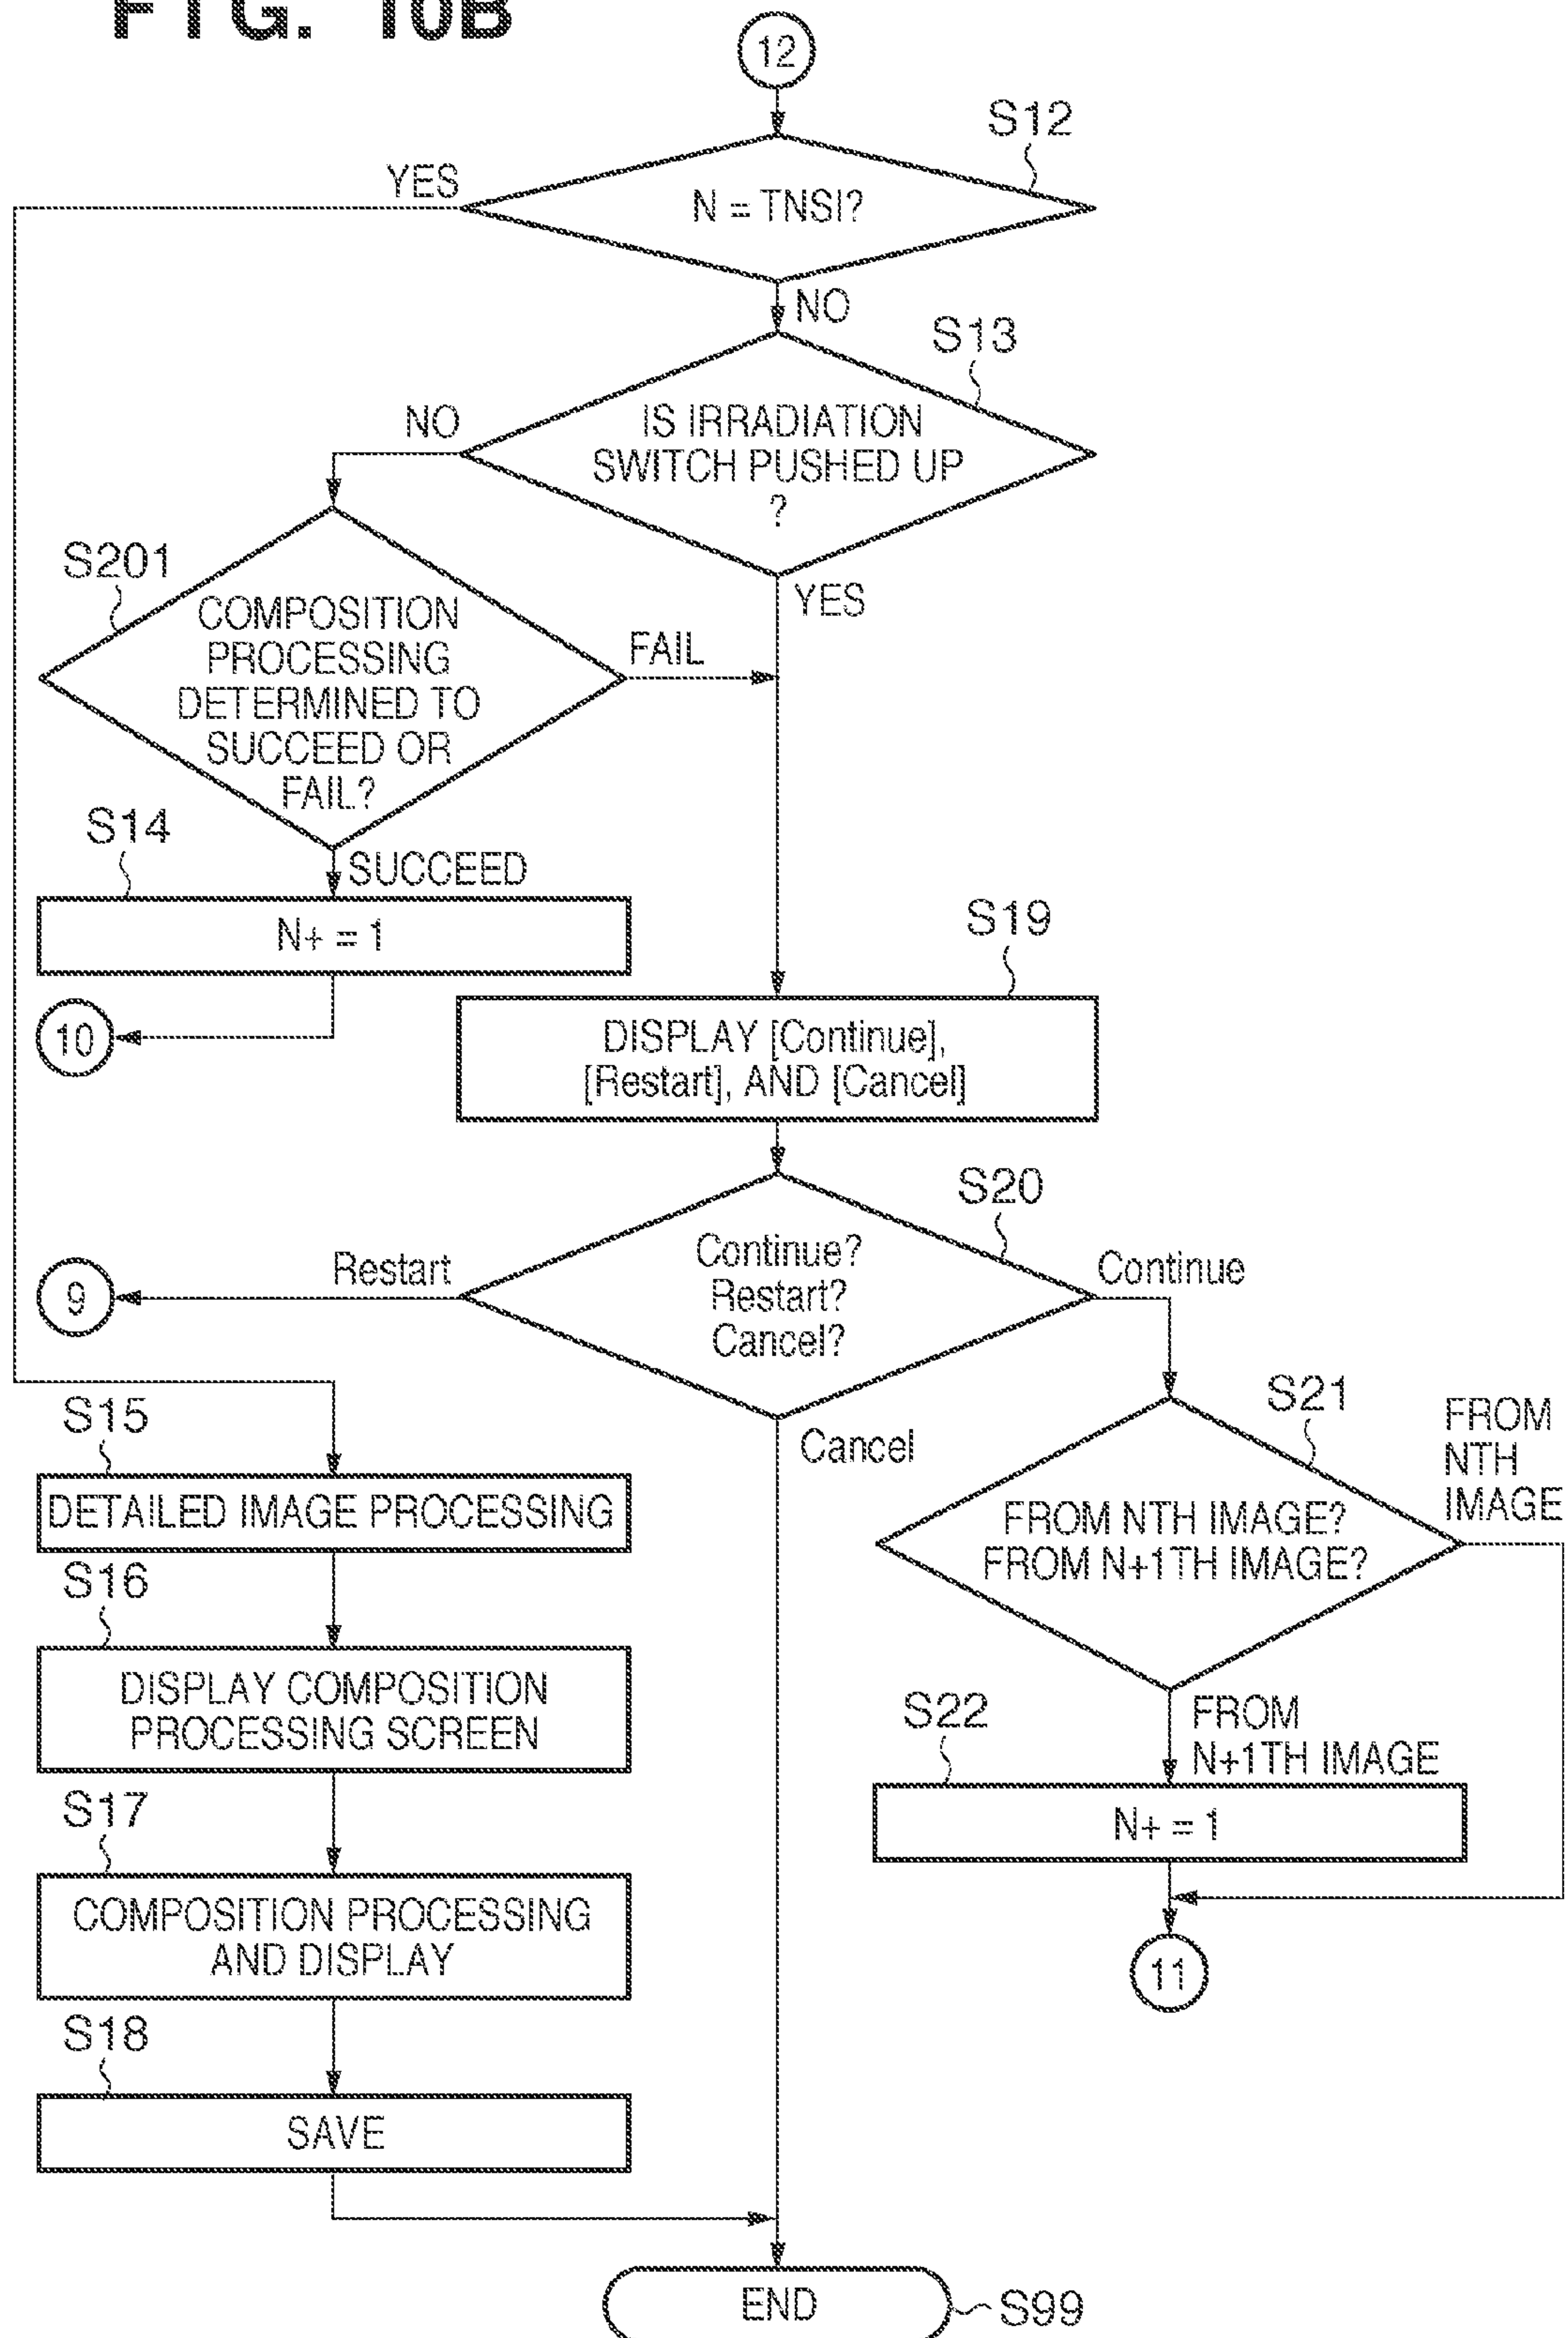 FIG. 10B
12
S12
YES
N = TNSI?
NO
S13
NO
IS IRRADIATION
SWITCH PUSHED UP
?
YES
S201
COMPOSITION
PROCESSING
DETERMINED TO
SUCCEED OR
FAIL?
FAIL
SUCCEED
S14
N+ = 1
10
S19
DISPLAY [Continue],
[Restart], AND [Cancel]
S20
Continue?
Restart?
Cancel?
Restart
9
Continue
Cancel
S15
DETAILED IMAGE PROCESSING
S16
DISPLAY COMPOSITION
PROCESSING SCREEN
S17
COMPOSITION PROCESSING
AND DISPLAY
S18
SAVE
S21
FROM NTH IMAGE?
FROM N+1TH IMAGE?
FROM
NTH
IMAGE
FROM
N+1TH IMAGE
S22
N+ = 1
11
END
S99